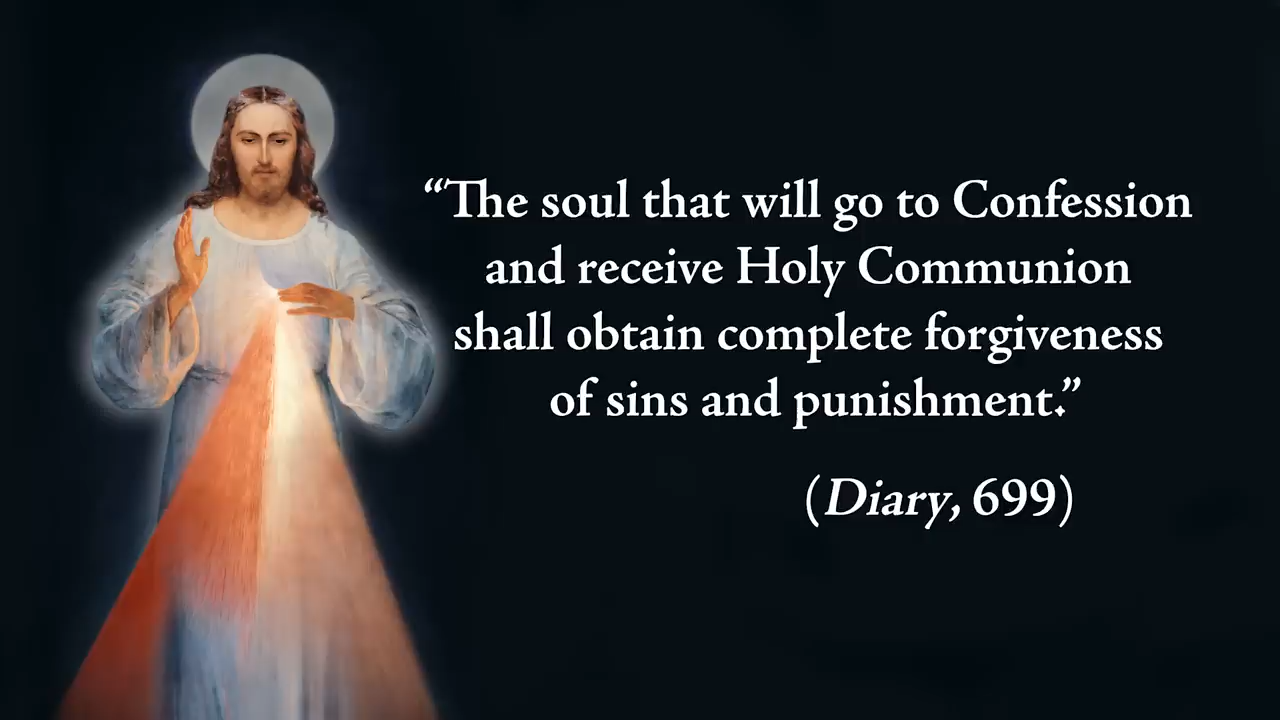 “The soul that will go to Confession
and receive Holy Communion
shall obtain complete forgiveness
of sins and punishment.”
(Diary, 699)